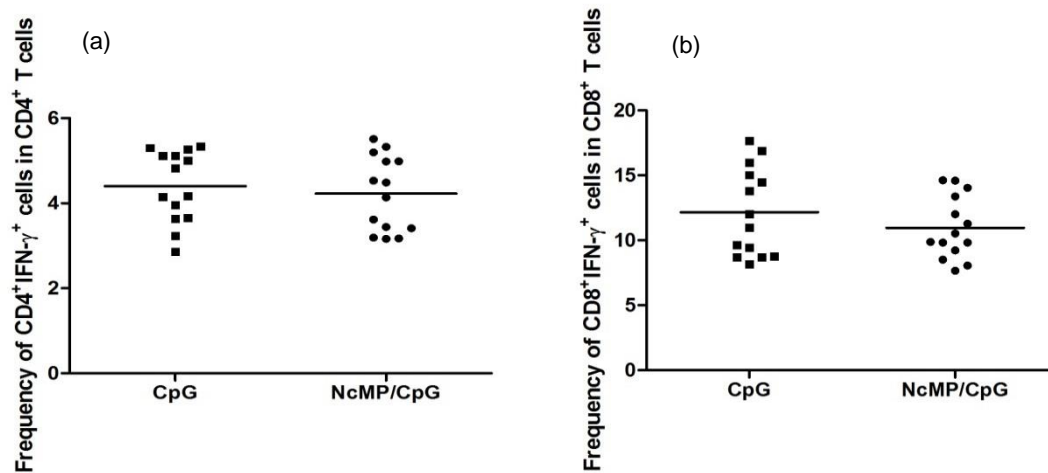 (a)
Frequency of CD4⁺IFN-γ⁺ cells in CD4⁺ T cells
6
4
2
0
CpG
NcMP/CpG
(b)
Frequency of CD8⁺IFN-γ⁺ cells in CD8⁺ T cells
20
15
10
5
0
CpG
NcMP/CpG